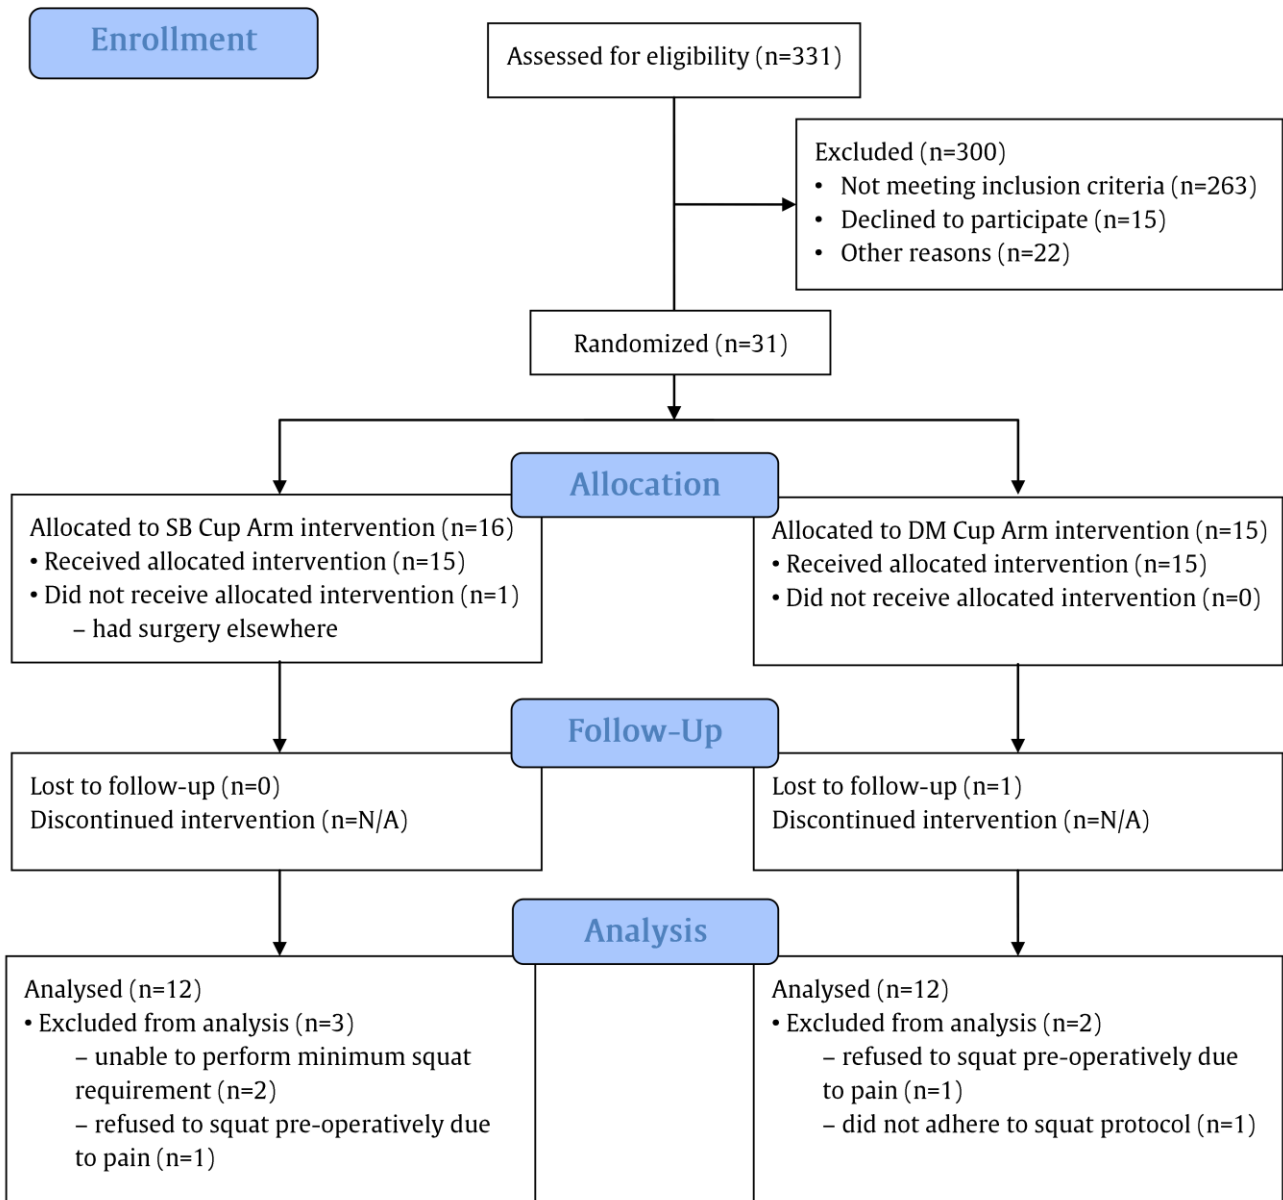 Enrollment
Assessed for eligibility (n=331)
Excluded (n=300)
• Not meeting inclusion criteria (n=263)
• Declined to participate (n=15)
• Other reasons (n=22)
Randomized (n=31)
Allocation
Allocated to SB Cup Arm intervention (n=16)
• Received allocated intervention (n=15)
• Did not receive allocated intervention (n=1)
– had surgery elsewhere
Allocated to DM Cup Arm intervention (n=15)
• Received allocated intervention (n=15)
• Did not receive allocated intervention (n=0)
Follow-Up
Lost to follow-up (n=0)
Discontinued intervention (n=N/A)
Lost to follow-up (n=1)
Discontinued intervention (n=N/A)
Analysis
Analysed (n=12)
• Excluded from analysis (n=3)
– unable to perform minimum squat
requirement (n=2)
– refused to squat pre-operatively due
to pain (n=1)
Analysed (n=12)
• Excluded from analysis (n=2)
– refused to squat pre-operatively due
to pain (n=1)
– did not adhere to squat protocol (n=1)